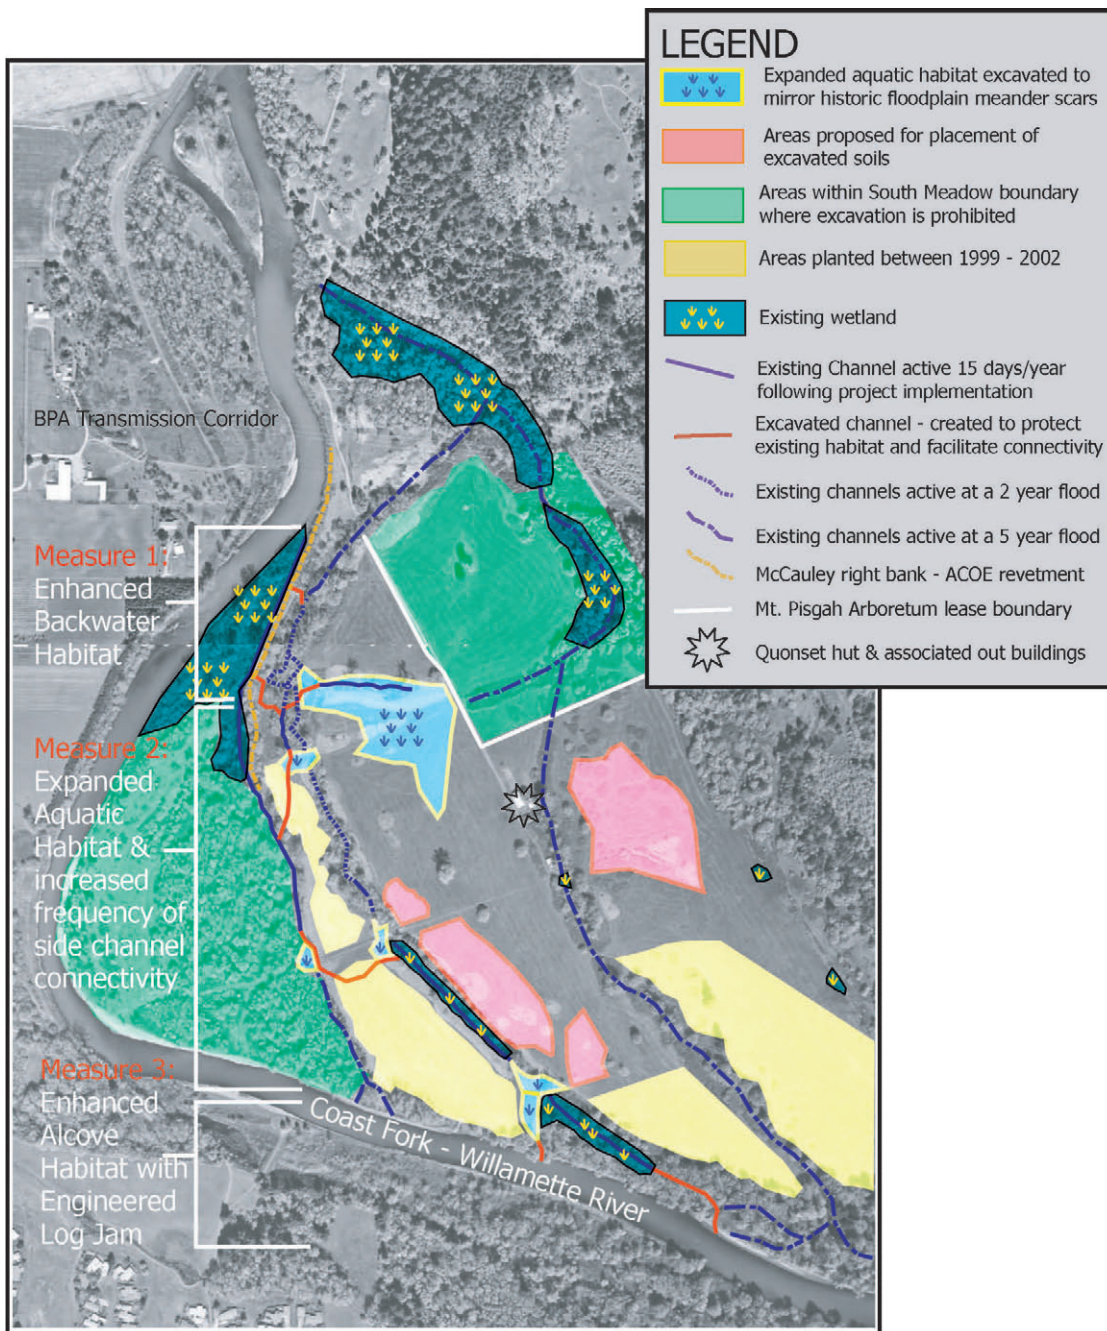 LEGEND
Expanded aquatic habitat excavated to
mirror historic floodplain meander scars
Areas proposed for placement of
excavated soils
Areas within South Meadow boundary
where excavation is prohibited
Areas planted between 1999 - 2002
Existing wetland
Existing Channel active 15 days/year
following project implementation
Excavated channel - created to protect
existing habitat and facilitate connectivity
Existing channels active at a 2 year flood
Existing channels active at a 5 year flood
McCauley right bank - ACOE revetment
Mt. Pisgah Arboretum lease boundary
Quonset hut & associated out buildings
BPA Transmission Corridor
Measure 1:
Enhanced
Backwater
Habitat
Measure 2:
Expanded
Aquatic
Habitat &
increased
frequency of
side channel
connectivity
Measure 3:
Enhanced
Alcove
Habitat with
Engineered
Log Jam
Coast Fork - Willamette River